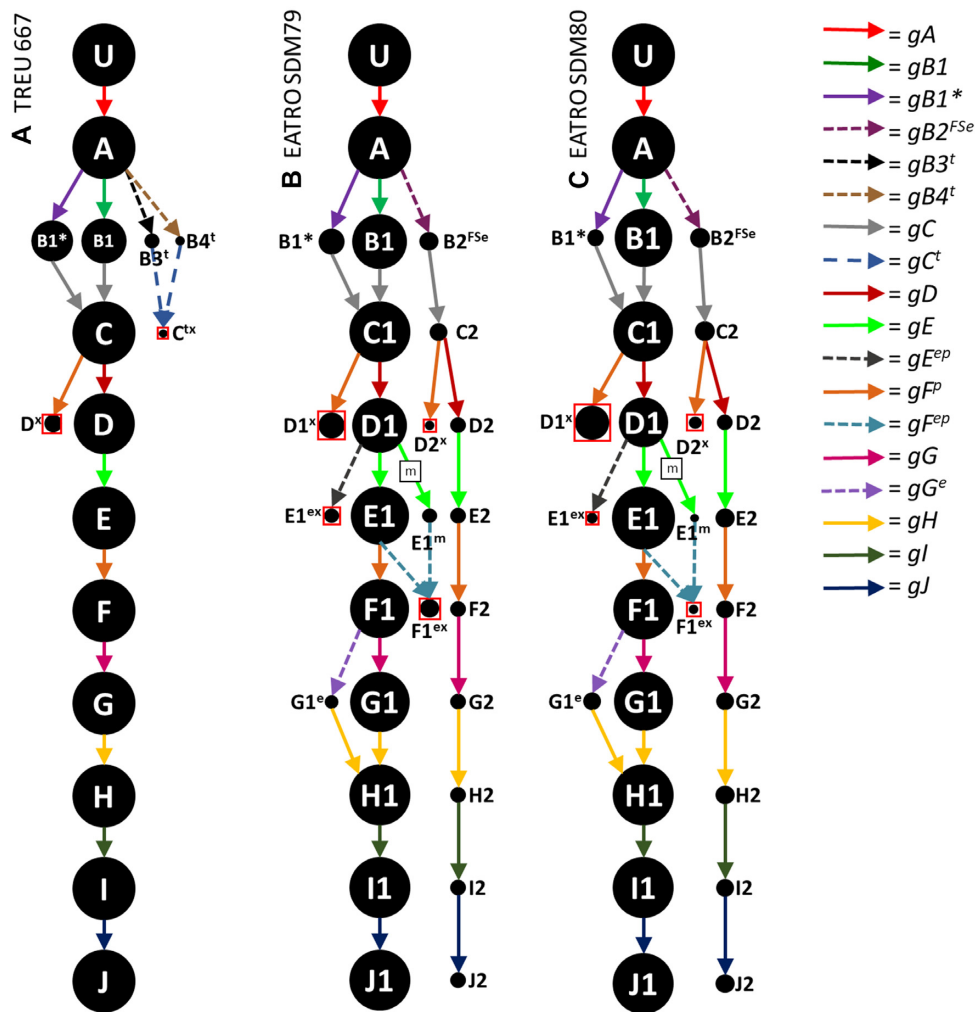 A TREU 667
U
A
B1*
B1
B3ᵗ
B4ᵗ
C
Cᵗˣ
Dˣ
D
E
F
G
H
I
J
B EATRO SDM79
U
A
B1*
B1
B2ᶠˢᵉ
C1
C2
D1ˣ
D1
D2ˣ
D2
m
E1ᵉˣ
E1
E1ᵐ
E2
F1
F1ᵉˣ
F2
G1ᵉ
G1
G2
H1
H2
I1
I2
J1
J2
C EATRO SDM80
U
A
B1*
B1
B2ᶠˢᵉ
C1
C2
D1ˣ
D1
D2ˣ
D2
m
E1ᵉˣ
E1
E1ᵐ
E2
F1
F1ᵉˣ
F2
G1ᵉ
G1
G2
H1
H2
I1
I2
J1
J2
= gA
= gB1
= gB1*
= gB2ᶠˢᵉ
= gB3ᵗ
= gB4ᵗ
= gC
= gCᵗ
= gD
= gE
= gEᵉᵖ
= gFᵖ
= gFᵉᵖ
= gG
= gGᵉ
= gH
= gI
= gJ